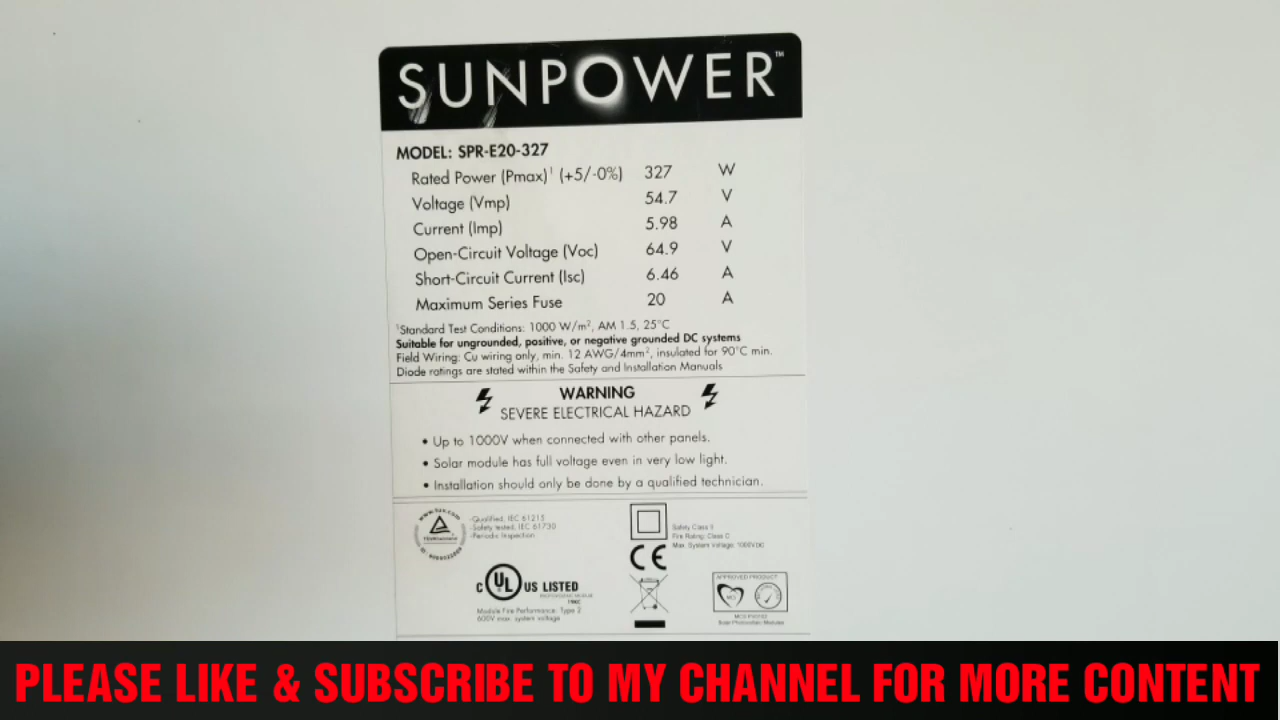 SUNPOWER™
MODEL: SPR-E20-327
Rated Power (Pmax)¹ (+5/-0%) 327 W
Voltage (Vmp) 54.7 V
Current (Imp) 5.98 A
Open-Circuit Voltage (Voc) 64.9 V
Short-Circuit Current (Isc) 6.46 A
Maximum Series Fuse 20 A
¹Standard Test Conditions: 1000 W/m², AM 1.5, 25°C
Suitable for ungrounded, positive, or negative grounded DC systems
Field Wiring: Cu wiring only, min. 12 AWG/4mm², insulated for 90°C min.
Diode ratings are stated within the Safety and Installation Manuals
WARNING
SEVERE ELECTRICAL HAZARD
• Up to 1000V when connected with other panels.
• Solar module has full voltage even in very low light.
• Installation should only be done by a qualified technician.
-Qualified, IEC 61215
-Safety tested, IEC 61730
-Periodic Inspection
Safety Class II
Fire Rating: Class C
Max. System Voltage: 1000VDC
CE
C UL US LISTED
Module Fire Performance: Type 2
600V max. system voltage
APPROVED PRODUCT
MCS
Solar Photovoltaic Modules
PLEASE LIKE & SUBSCRIBE TO MY CHANNEL FOR MORE CONTENT